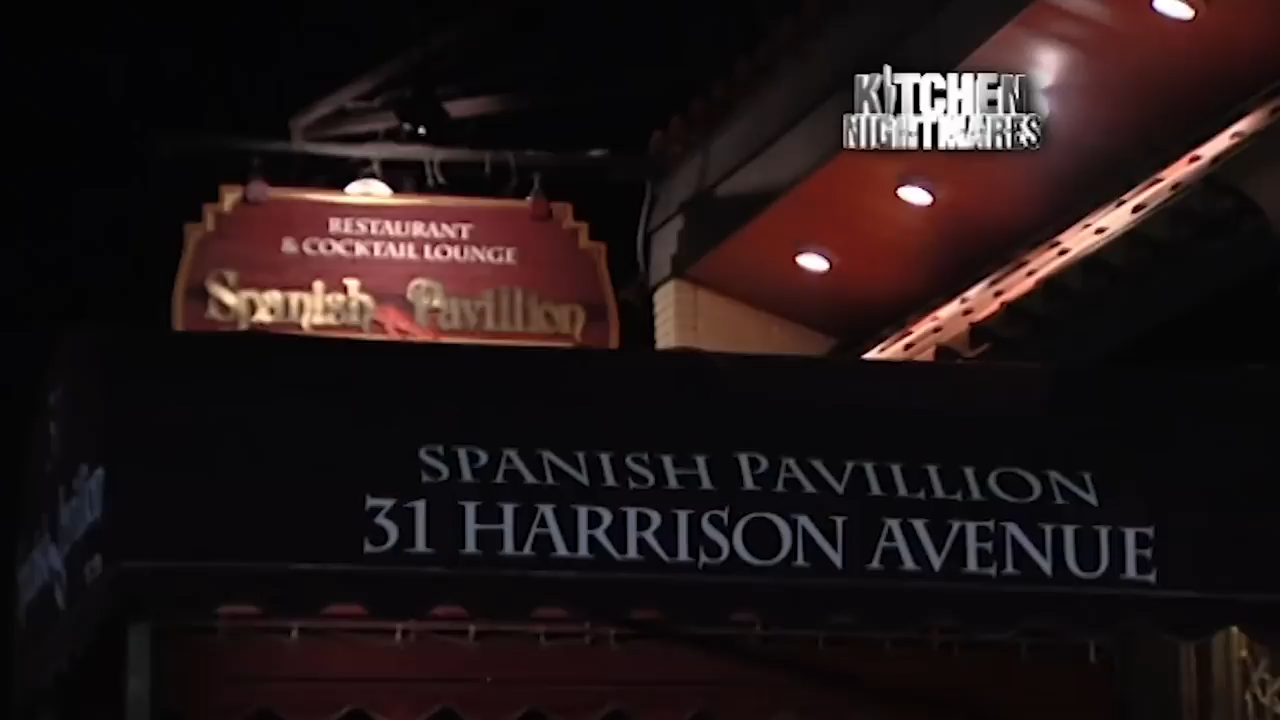 KITCHEN
NIGHTMARES
RESTAURANT
& COCKTAIL LOUNGE
Spanish Pavillion
SPANISH PAVILLION
31 HARRISON AVENUE